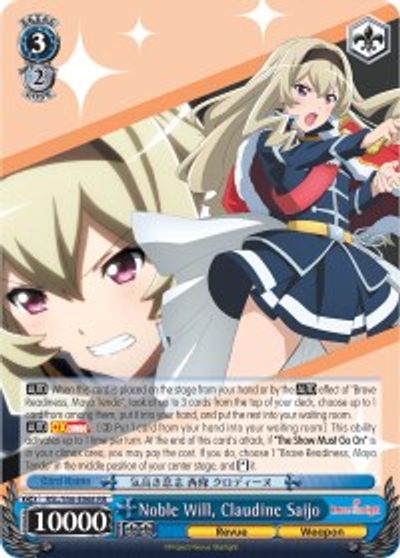 3
2
【AUTO】 When this card is placed on the stage from your hand or by the 【AUTO】 effect of "Brave
Readiness, Maya Tendo", look at up to 3 cards from the top of your deck, choose up to 1
card from among them, put it into your hand, and put the rest into your waiting room.
Put 1 card from your hand into your waiting room] This ability
activates up to 1 time per turn. At the end of this attack, if "The Show Must Go On" is
in your climax area, you may pay the cost. If you do, choose 1 "Brave Readiness, Maya
Tendo" in the middle position of your center stage, and
Card Name 気高き意志 西條 クロディーヌ
10000
Noble Will, Claudine Saijo
Revue Weapon
©Project Revue Starlight